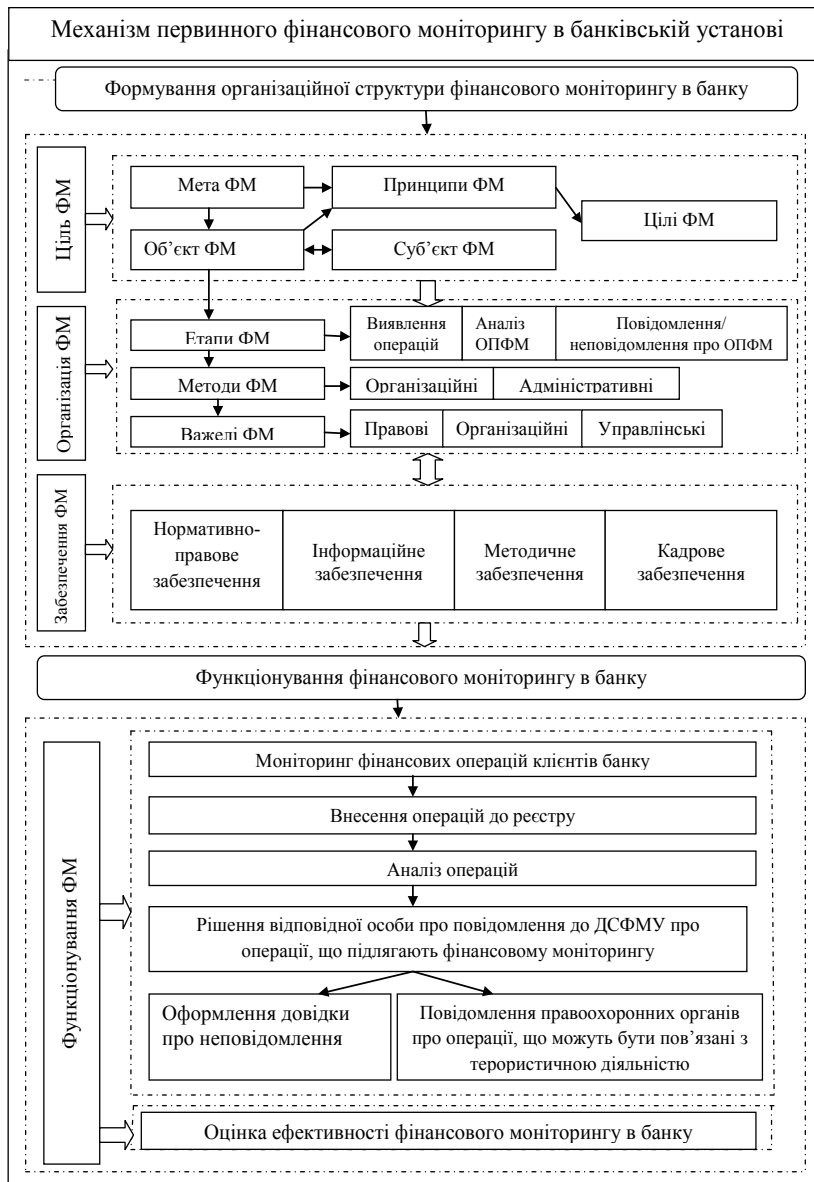 Механізм первинного фінансового моніторингу в банківській установі
Формування організаційної структури фінансового моніторингу в банку
Ціль ФМ
Мета ФМ
Принципи ФМ
Цілі ФМ
Об’єкт ФМ
Суб’єкт ФМ
Організація ФМ
Етапи ФМ
Виявлення
операцій
Аналіз
ОПФМ
Повідомлення/
неповідомлення про ОПФМ
Методи ФМ
Організаційні
Адміністративні
Важелі ФМ
Правові
Організаційні
Управлінські
Забезпечення ФМ
Нормативно-
правове
забезпечення
Інформаційне
забезпечення
Методичне
забезпечення
Кадрове
забезпечення
Функціонування фінансового моніторингу в банку
Функціонування ФМ
Моніторинг фінансових операцій клієнтів банку
Внесення операцій до реєстру
Аналіз операцій
Рішення відповідної особи про повідомлення до ДСФМУ про
операції, що підлягають фінансовому моніторингу
Оформлення довідки
про неповідомлення
Повідомлення правоохоронних органів
про операції, що можуть бути пов’язані з
терористичною діяльністю
Оцінка ефективності фінансового моніторингу в банку